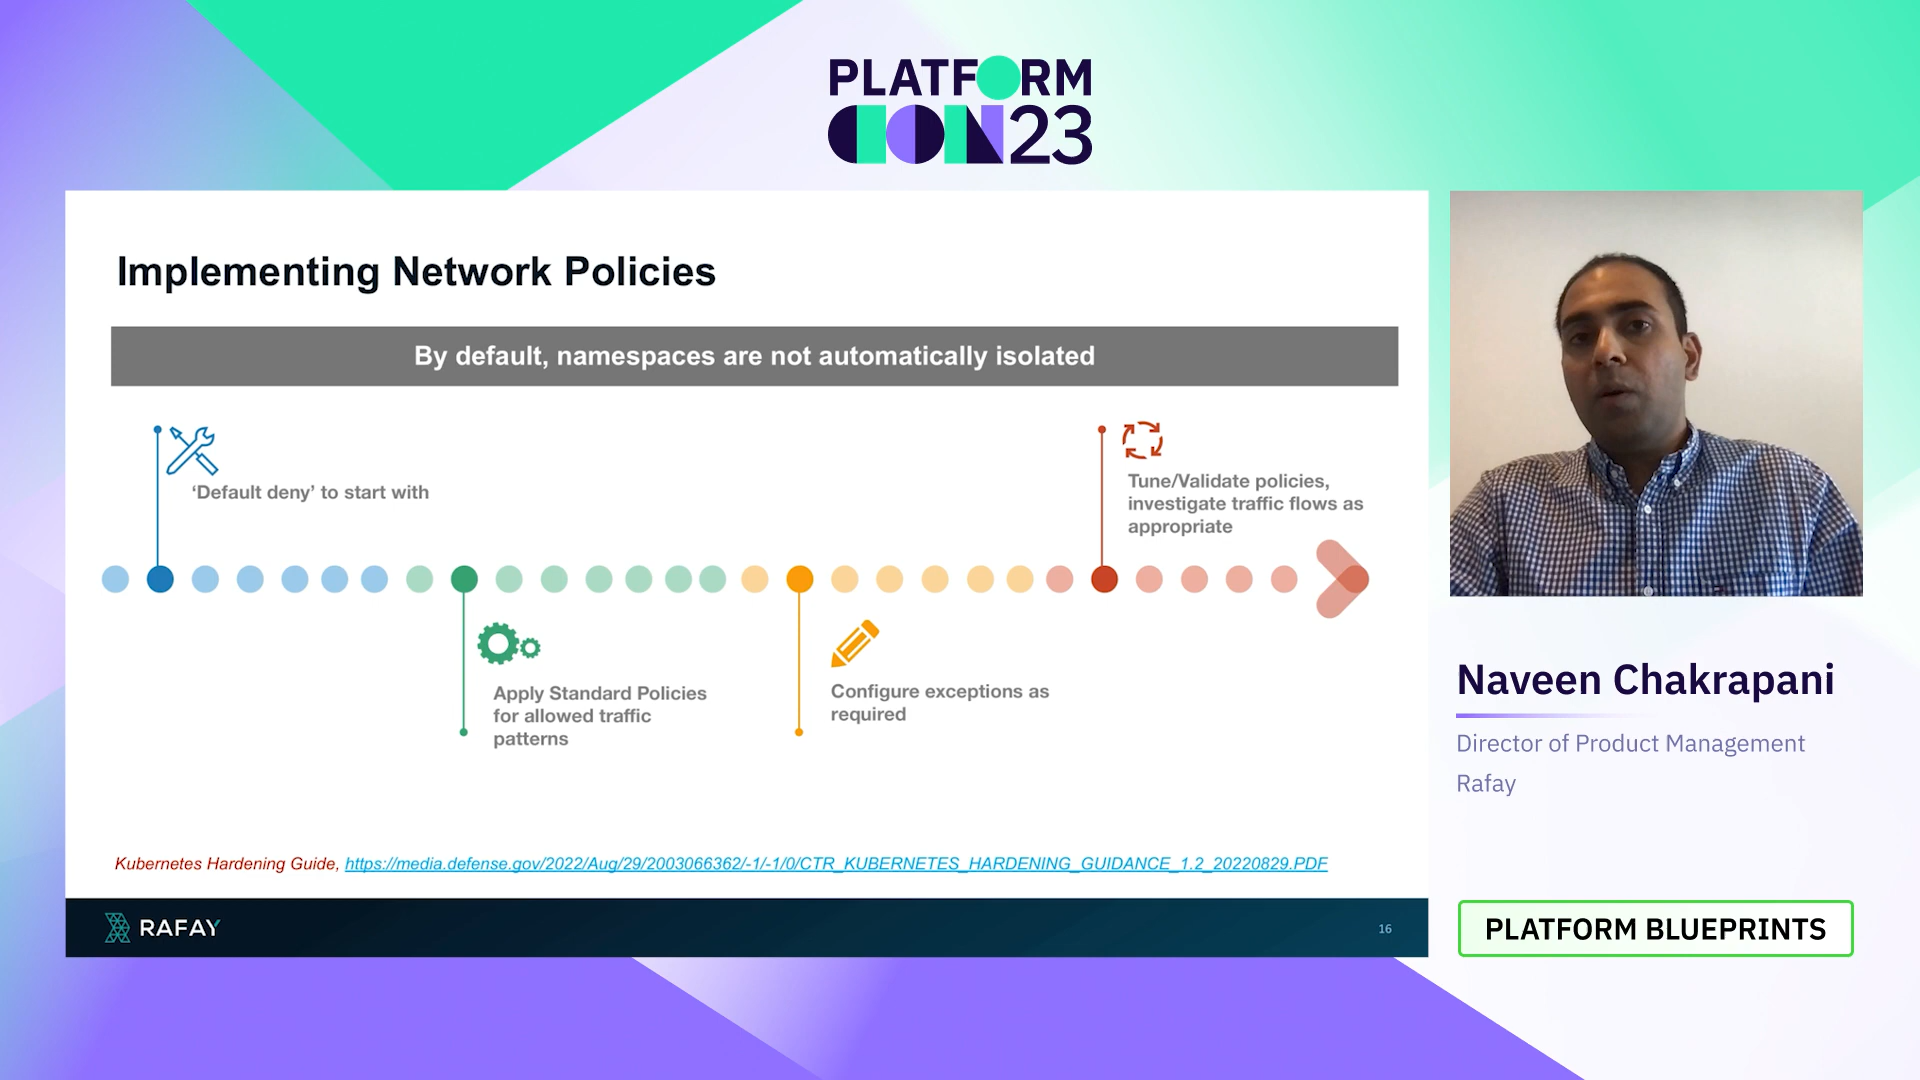 PLATFORM
CON23
Implementing Network Policies
By default, namespaces are not automatically isolated
‘Default deny’ to start with
Tune/Validate policies,
investigate traffic flows as
appropriate
Apply Standard Policies
for allowed traffic
patterns
Configure exceptions as
required
Kubernetes Hardening Guide, https://media.defense.gov/2022/Aug/29/2003066362/-1/-1/0/CTR_KUBERNETES_HARDENING_GUIDANCE_1.2_20220829.PDF
RAFAY
16
Naveen Chakrapani
Director of Product Management
Rafay
PLATFORM BLUEPRINTS